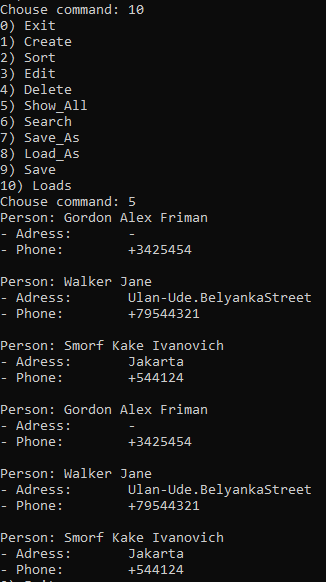 Chouse command: 10
0) Exit
1) Create
2) Sort
3) Edit
4) Delete
5) Show_All
6) Search
7) Save_As
8) Load_As
9) Save
10) Loads
Chouse command: 5
Person: Gordon Alex Friman
- Adress: -
- Phone: +3425454
Person: Walker Jane
- Adress: Ulan-Ude.BelyankaStreet
- Phone: +79544321
Person: Smorf Kake Ivanovich
- Adress: Jakarta
- Phone: +544124
Person: Gordon Alex Friman
- Adress: -
- Phone: +3425454
Person: Walker Jane
- Adress: Ulan-Ude.BelyankaStreet
- Phone: +79544321
Person: Smorf Kake Ivanovich
- Adress: Jakarta
- Phone: +544124